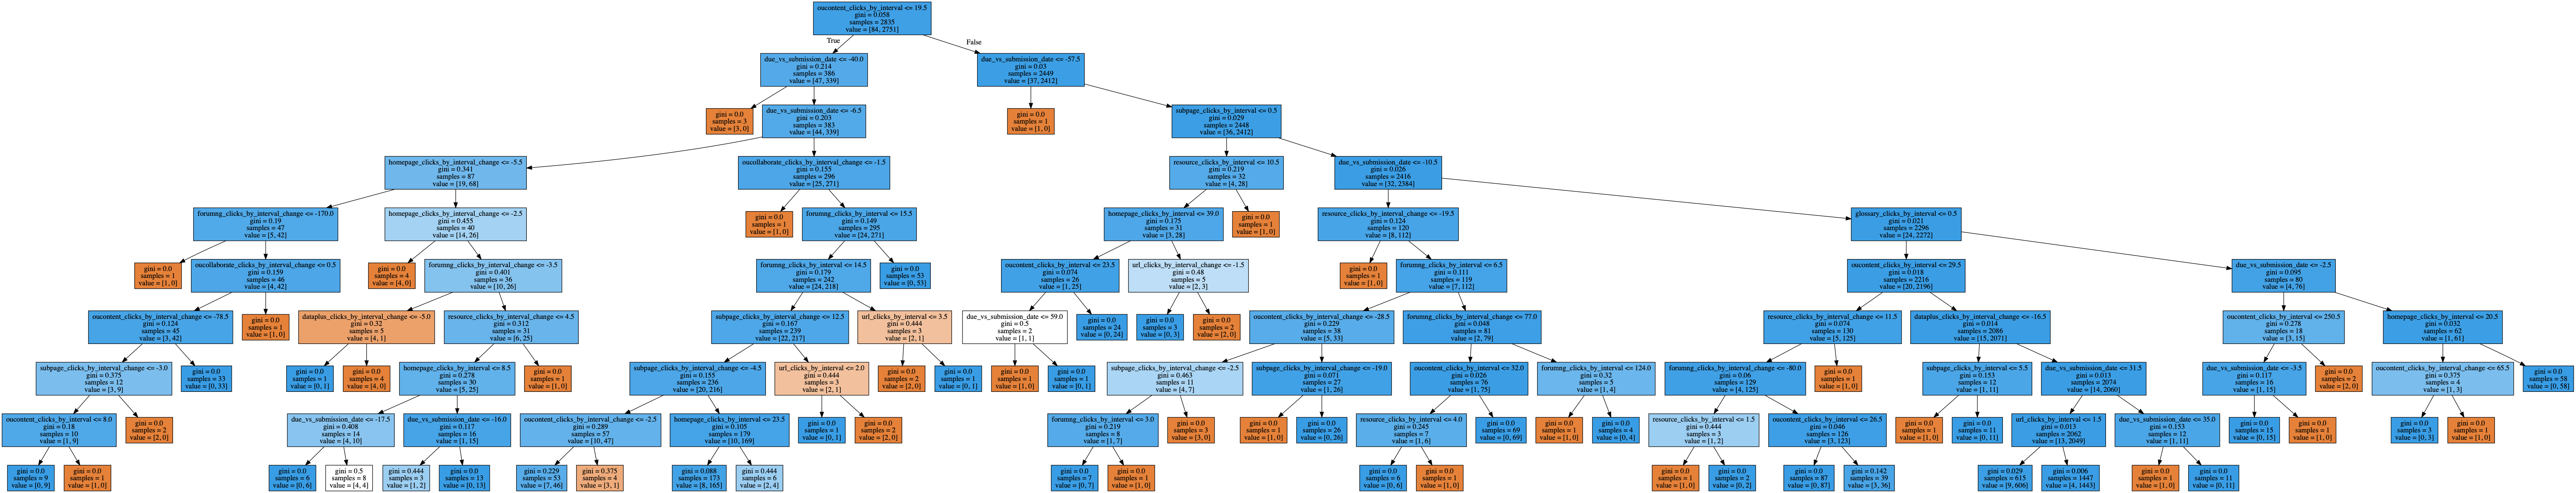 oucontent_clicks_by_interval <= 19.5
gini = 0.058
samples = 2835
value = [84, 2751]
True
False
due_vs_submission_date <= -40.0
gini = 0.214
samples = 386
value = [47, 339]
due_vs_submission_date <= -57.5
gini = 0.03
samples = 2449
value = [37, 2412]
gini = 0.0
samples = 3
value = [3, 0]
due_vs_submission_date <= -6.5
gini = 0.203
samples = 383
value = [44, 339]
gini = 0.0
samples = 1
value = [1, 0]
subpage_clicks_by_interval <= 0.5
gini = 0.029
samples = 2448
value = [36, 2412]
homepage_clicks_by_interval_change <= -5.5
gini = 0.341
samples = 87
value = [19, 68]
oucollaborate_clicks_by_interval_change <= -1.5
gini = 0.155
samples = 296
value = [25, 271]
resource_clicks_by_interval <= 10.5
gini = 0.219
samples = 32
value = [4, 28]
due_vs_submission_date <= -10.5
gini = 0.026
samples = 2416
value = [32, 2384]
forumng_clicks_by_interval_change <= -170.0
gini = 0.19
samples = 47
value = [5, 42]
homepage_clicks_by_interval_change <= -2.5
gini = 0.455
samples = 40
value = [14, 26]
gini = 0.0
samples = 1
value = [1, 0]
forumng_clicks_by_interval <= 15.5
gini = 0.149
samples = 295
value = [24, 271]
homepage_clicks_by_interval <= 39.0
gini = 0.175
samples = 31
value = [3, 28]
gini = 0.0
samples = 1
value = [1, 0]
resource_clicks_by_interval_change <= -19.5
gini = 0.124
samples = 120
value = [8, 112]
glossary_clicks_by_interval <= 0.5
gini = 0.021
samples = 2296
value = [24, 2272]
gini = 0.0
samples = 1
value = [1, 0]
oucollaborate_clicks_by_interval_change <= 0.5
gini = 0.159
samples = 46
value = [4, 42]
gini = 0.0
samples = 4
value = [4, 0]
forumng_clicks_by_interval_change <= -3.5
gini = 0.401
samples = 36
value = [10, 26]
forumng_clicks_by_interval <= 14.5
gini = 0.179
samples = 242
value = [24, 218]
gini = 0.0
samples = 53
value = [0, 53]
oucontent_clicks_by_interval <= 23.5
gini = 0.074
samples = 26
value = [1, 25]
url_clicks_by_interval_change <= -1.5
gini = 0.48
samples = 5
value = [2, 3]
gini = 0.0
samples = 1
value = [1, 0]
forumng_clicks_by_interval <= 6.5
gini = 0.111
samples = 119
value = [7, 112]
oucontent_clicks_by_interval <= 29.5
gini = 0.018
samples = 2216
value = [20, 2196]
due_vs_submission_date <= -2.5
gini = 0.095
samples = 80
value = [4, 76]
oucontent_clicks_by_interval_change <= -78.5
gini = 0.124
samples = 45
value = [3, 42]
gini = 0.0
samples = 1
value = [1, 0]
dataplus_clicks_by_interval_change <= -5.0
gini = 0.32
samples = 5
value = [4, 1]
resource_clicks_by_interval_change <= 4.5
gini = 0.312
samples = 31
value = [6, 25]
subpage_clicks_by_interval_change <= 12.5
gini = 0.167
samples = 239
value = [22, 217]
url_clicks_by_interval <= 3.5
gini = 0.444
samples = 3
value = [2, 1]
due_vs_submission_date <= 59.0
gini = 0.5
samples = 2
value = [1, 1]
gini = 0.0
samples = 24
value = [0, 24]
gini = 0.0
samples = 3
value = [0, 3]
gini = 0.0
samples = 2
value = [2, 0]
oucontent_clicks_by_interval_change <= -28.5
gini = 0.229
samples = 38
value = [5, 33]
forumng_clicks_by_interval_change <= 77.0
gini = 0.048
samples = 81
value = [2, 79]
resource_clicks_by_interval_change <= 11.5
gini = 0.074
samples = 130
value = [5, 125]
dataplus_clicks_by_interval_change <= -16.5
gini = 0.014
samples = 2086
value = [15, 2071]
oucontent_clicks_by_interval <= 250.5
gini = 0.278
samples = 18
value = [3, 15]
homepage_clicks_by_interval <= 20.5
gini = 0.032
samples = 62
value = [1, 61]
subpage_clicks_by_interval_change <= -3.0
gini = 0.375
samples = 12
value = [3, 9]
gini = 0.0
samples = 33
value = [0, 33]
gini = 0.0
samples = 1
value = [0, 1]
gini = 0.0
samples = 4
value = [4, 0]
homepage_clicks_by_interval <= 8.5
gini = 0.278
samples = 30
value = [5, 25]
gini = 0.0
samples = 1
value = [1, 0]
subpage_clicks_by_interval_change <= -4.5
gini = 0.155
samples = 236
value = [20, 216]
url_clicks_by_interval <= 2.0
gini = 0.444
samples = 3
value = [2, 1]
gini = 0.0
samples = 2
value = [2, 0]
gini = 0.0
samples = 1
value = [0, 1]
gini = 0.0
samples = 1
value = [1, 0]
gini = 0.0
samples = 1
value = [0, 1]
subpage_clicks_by_interval_change <= -2.5
gini = 0.463
samples = 11
value = [4, 7]
subpage_clicks_by_interval_change <= -19.0
gini = 0.071
samples = 27
value = [1, 26]
oucontent_clicks_by_interval <= 32.0
gini = 0.026
samples = 76
value = [1, 75]
forumng_clicks_by_interval <= 124.0
gini = 0.32
samples = 5
value = [1, 4]
forumng_clicks_by_interval_change <= -80.0
gini = 0.06
samples = 129
value = [4, 125]
gini = 0.0
samples = 1
value = [1, 0]
subpage_clicks_by_interval <= 5.5
gini = 0.153
samples = 12
value = [1, 11]
due_vs_submission_date <= 31.5
gini = 0.013
samples = 2074
value = [14, 2060]
due_vs_submission_date <= -3.5
gini = 0.117
samples = 16
value = [1, 15]
gini = 0.0
samples = 2
value = [2, 0]
oucontent_clicks_by_interval_change <= 65.5
gini = 0.375
samples = 4
value = [1, 3]
gini = 0.0
samples = 58
value = [0, 58]
oucontent_clicks_by_interval <= 8.0
gini = 0.18
samples = 10
value = [1, 9]
gini = 0.0
samples = 2
value = [2, 0]
due_vs_submission_date <= -17.5
gini = 0.408
samples = 14
value = [4, 10]
due_vs_submission_date <= -16.0
gini = 0.117
samples = 16
value = [1, 15]
oucontent_clicks_by_interval_change <= -2.5
gini = 0.289
samples = 57
value = [10, 47]
homepage_clicks_by_interval <= 23.5
gini = 0.105
samples = 179
value = [10, 169]
gini = 0.0
samples = 1
value = [0, 1]
gini = 0.0
samples = 2
value = [2, 0]
forumng_clicks_by_interval <= 3.0
gini = 0.219
samples = 8
value = [1, 7]
gini = 0.0
samples = 3
value = [3, 0]
gini = 0.0
samples = 1
value = [1, 0]
gini = 0.0
samples = 26
value = [0, 26]
resource_clicks_by_interval <= 4.0
gini = 0.245
samples = 7
value = [1, 6]
gini = 0.0
samples = 69
value = [0, 69]
gini = 0.0
samples = 1
value = [1, 0]
gini = 0.0
samples = 4
value = [0, 4]
resource_clicks_by_interval <= 1.5
gini = 0.444
samples = 3
value = [1, 2]
oucontent_clicks_by_interval <= 26.5
gini = 0.046
samples = 126
value = [3, 123]
gini = 0.0
samples = 1
value = [1, 0]
gini = 0.0
samples = 11
value = [0, 11]
url_clicks_by_interval <= 1.5
gini = 0.013
samples = 2062
value = [13, 2049]
due_vs_submission_date <= 35.0
gini = 0.153
samples = 12
value = [1, 11]
gini = 0.0
samples = 15
value = [0, 15]
gini = 0.0
samples = 1
value = [1, 0]
gini = 0.0
samples = 3
value = [0, 3]
gini = 0.0
samples = 1
value = [1, 0]
gini = 0.0
samples = 9
value = [0, 9]
gini = 0.0
samples = 1
value = [1, 0]
gini = 0.0
samples = 6
value = [0, 6]
gini = 0.5
samples = 8
value = [4, 4]
gini = 0.444
samples = 3
value = [1, 2]
gini = 0.0
samples = 13
value = [0, 13]
gini = 0.229
samples = 53
value = [7, 46]
gini = 0.375
samples = 4
value = [3, 1]
gini = 0.088
samples = 173
value = [8, 165]
gini = 0.444
samples = 6
value = [2, 4]
gini = 0.0
samples = 7
value = [0, 7]
gini = 0.0
samples = 1
value = [1, 0]
gini = 0.0
samples = 6
value = [0, 6]
gini = 0.0
samples = 1
value = [1, 0]
gini = 0.0
samples = 1
value = [1, 0]
gini = 0.0
samples = 2
value = [0, 2]
gini = 0.0
samples = 87
value = [0, 87]
gini = 0.142
samples = 39
value = [3, 36]
gini = 0.029
samples = 615
value = [9, 606]
gini = 0.006
samples = 1447
value = [4, 1443]
gini = 0.0
samples = 1
value = [1, 0]
gini = 0.0
samples = 11
value = [0, 11]